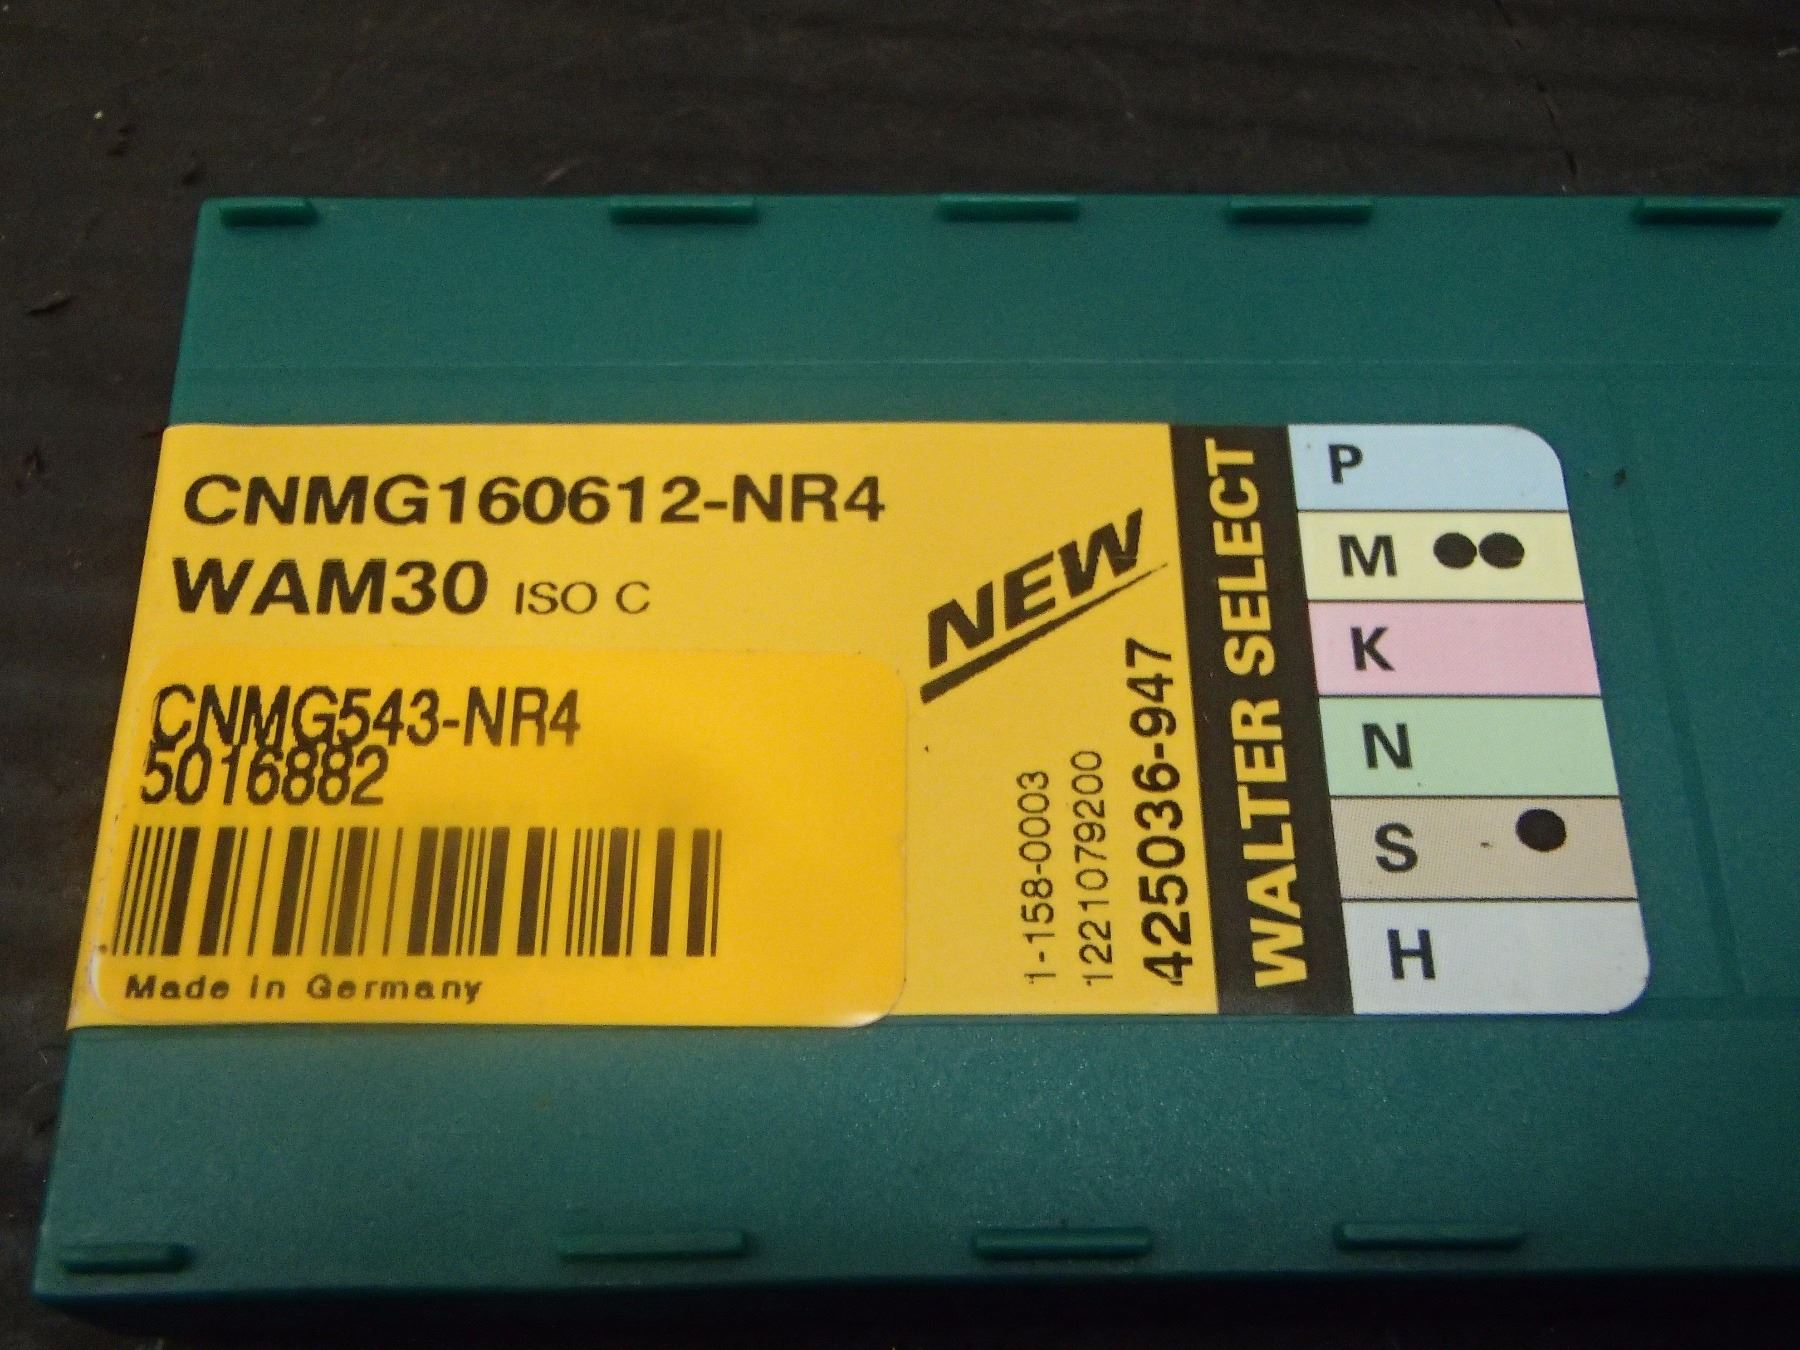 CNMG160612-NR4
WAM30 ISO C
CNMG543-NR4
5016882
Made in Germany
NEW
1-158-0003
1221079200
425036-947
WALTER SELECT
P
M ●●
K
N
S ●
H